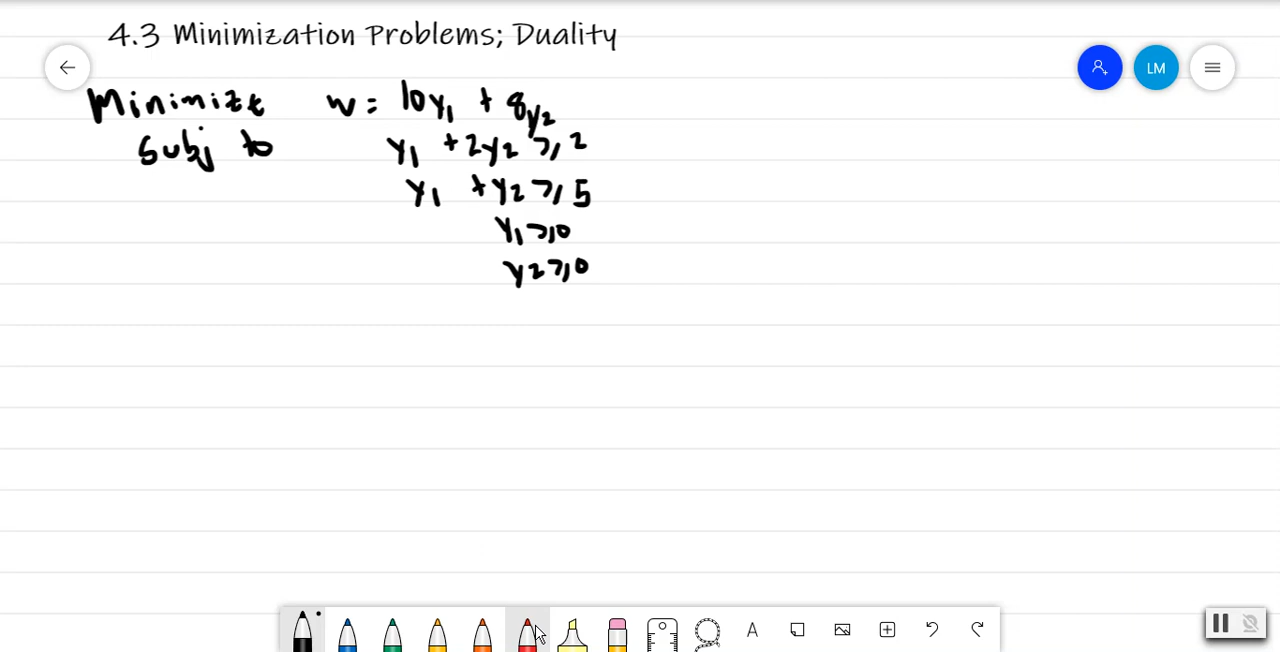 4.3 Minimization Problems; Duality
LM
Minimize w = 10y₁ + 8y₂
Subj to y₁ + 2y₂ ≥ 2
y₁ + y₂ ≥ 5
y₁ ≥ 0
y₂ ≥ 0
A